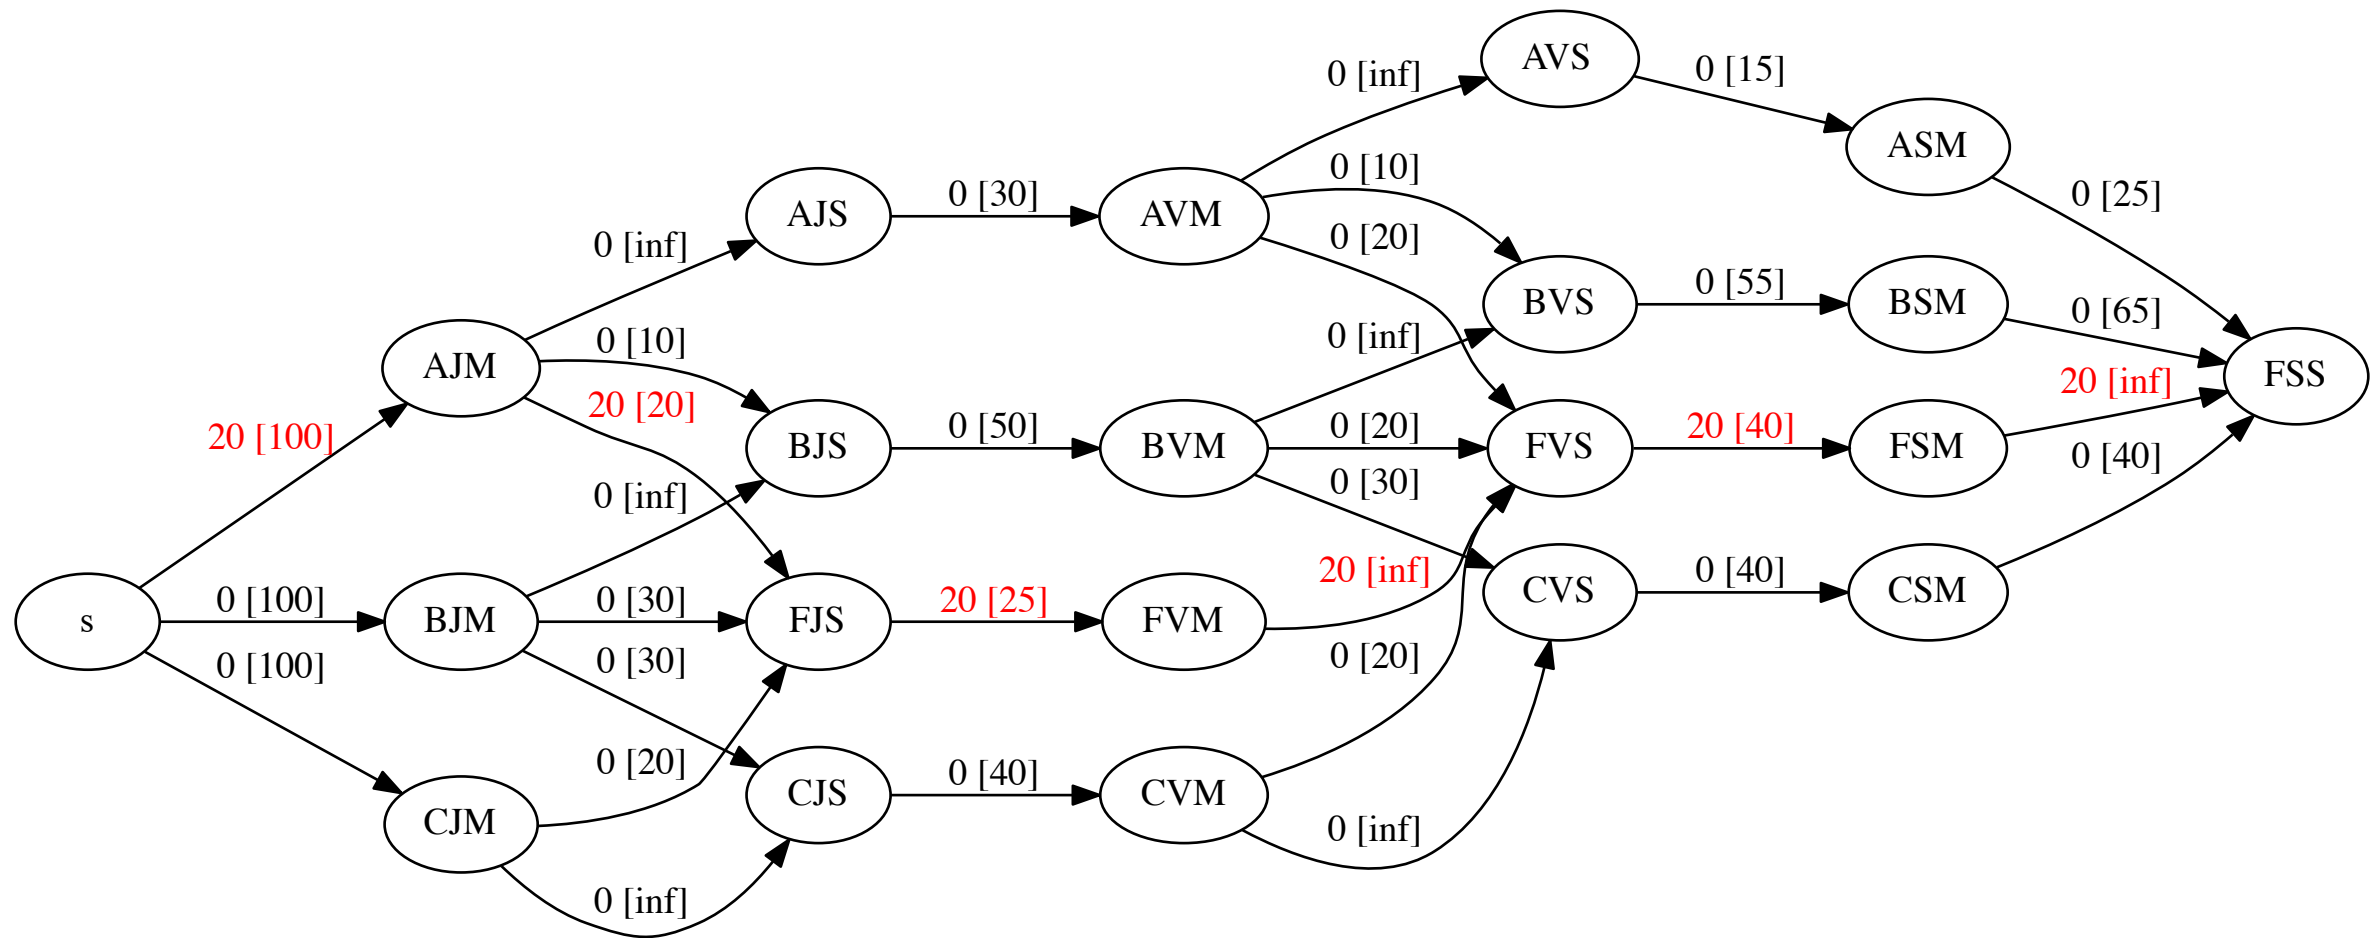 s
20 [100]
0 [100]
0 [100]
AJM
BJM
CJM
0 [inf]
0 [10]
20 [20]
0 [inf]
0 [30]
0 [30]
0 [20]
0 [inf]
AJS
BJS
FJS
CJS
0 [30]
0 [50]
20 [25]
0 [40]
AVM
BVM
FVM
CVM
0 [inf]
0 [10]
0 [20]
0 [inf]
0 [20]
0 [30]
20 [inf]
0 [20]
0 [inf]
AVS
BVS
FVS
CVS
0 [15]
0 [55]
20 [40]
0 [40]
ASM
BSM
FSM
CSM
0 [25]
0 [65]
20 [inf]
0 [40]
FSS